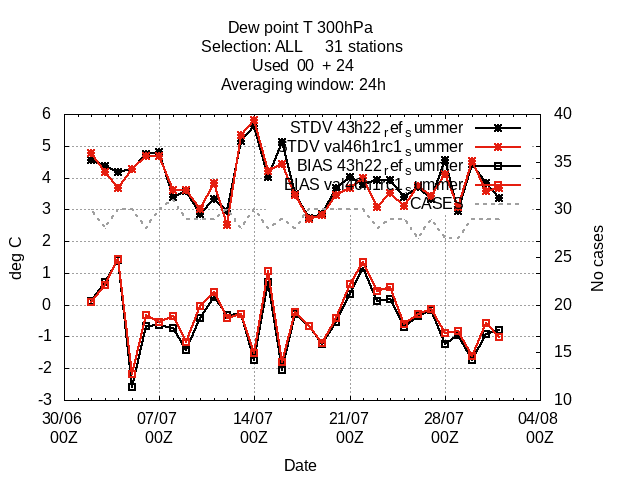 Dew point T 300hPa
Selection: ALL 31 stations
Used 00 + 24
Averaging window: 24h
6 40
STDV 43h22_ref_summer
STDV val46h1rc1_summer
5 35
BIAS 43h22_ref_summer
4
BIAS val46h1rc1_summer
CASES
3 30
2
deg C
25
No cases
1
0 20
-1
15
-2
-3 10
30/06 07/07 14/07 21/07 28/07 04/08
00Z 00Z 00Z 00Z 00Z 00Z
Date